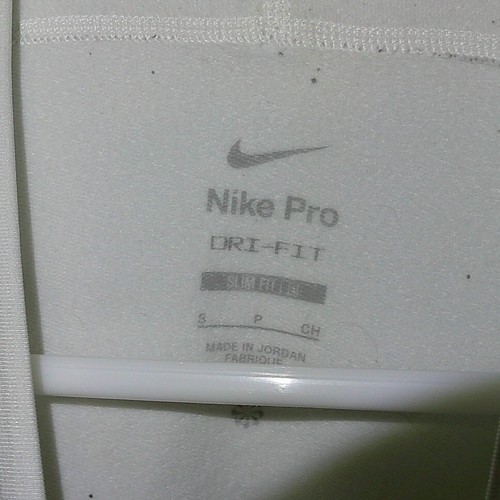 Nike Pro
DRI-FIT
SLIM FIT
S P CH
MADE IN JORDAN
FABRIQUÉ